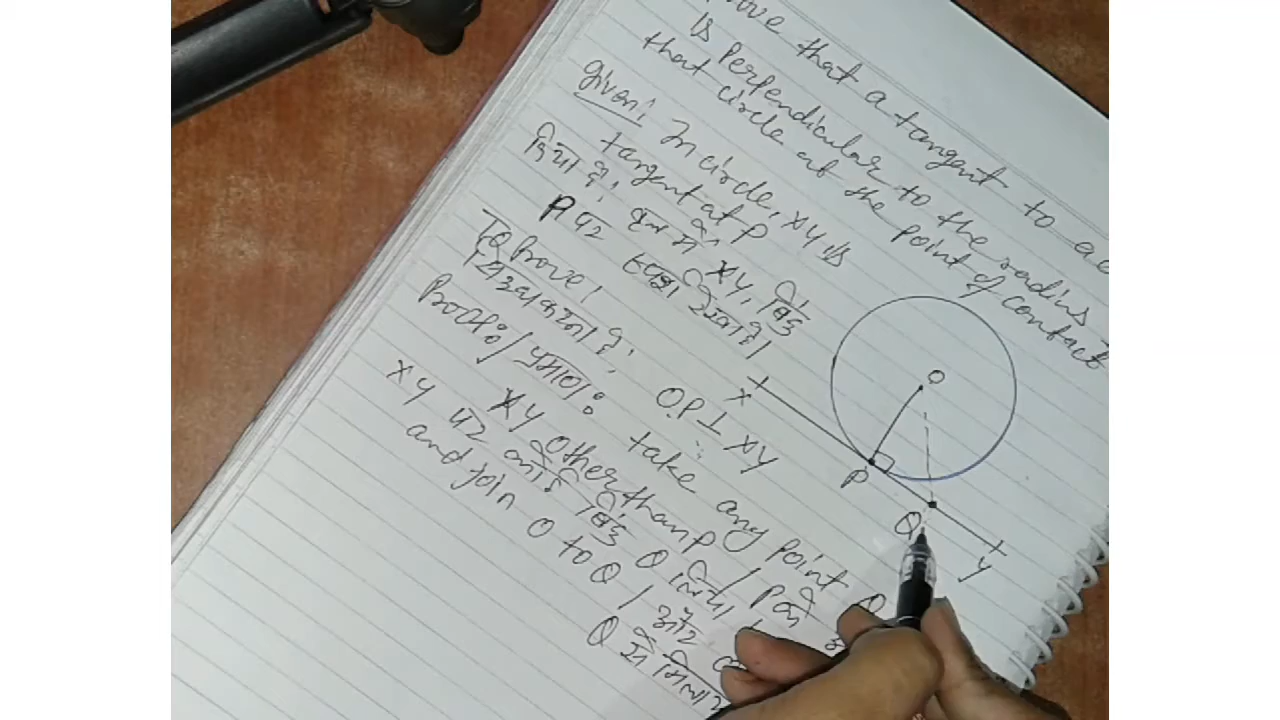 that a tangent to a
is perpendicular to the radius
that circle at the point of contact
Given: In circle, XY is
tangent at P
दिया है, वृत्त में XY, बिंदु
P पर स्पर्श रेखा है।
To Prove:
सिद्ध करना है, OP ⊥ XY
Proof: / प्रमाण: take any point Q
XY Other than P /
XY पर कोई बिंदु Q लिया
and join O to Q / और
Q से मिलाया
O
X
P
Q
Y